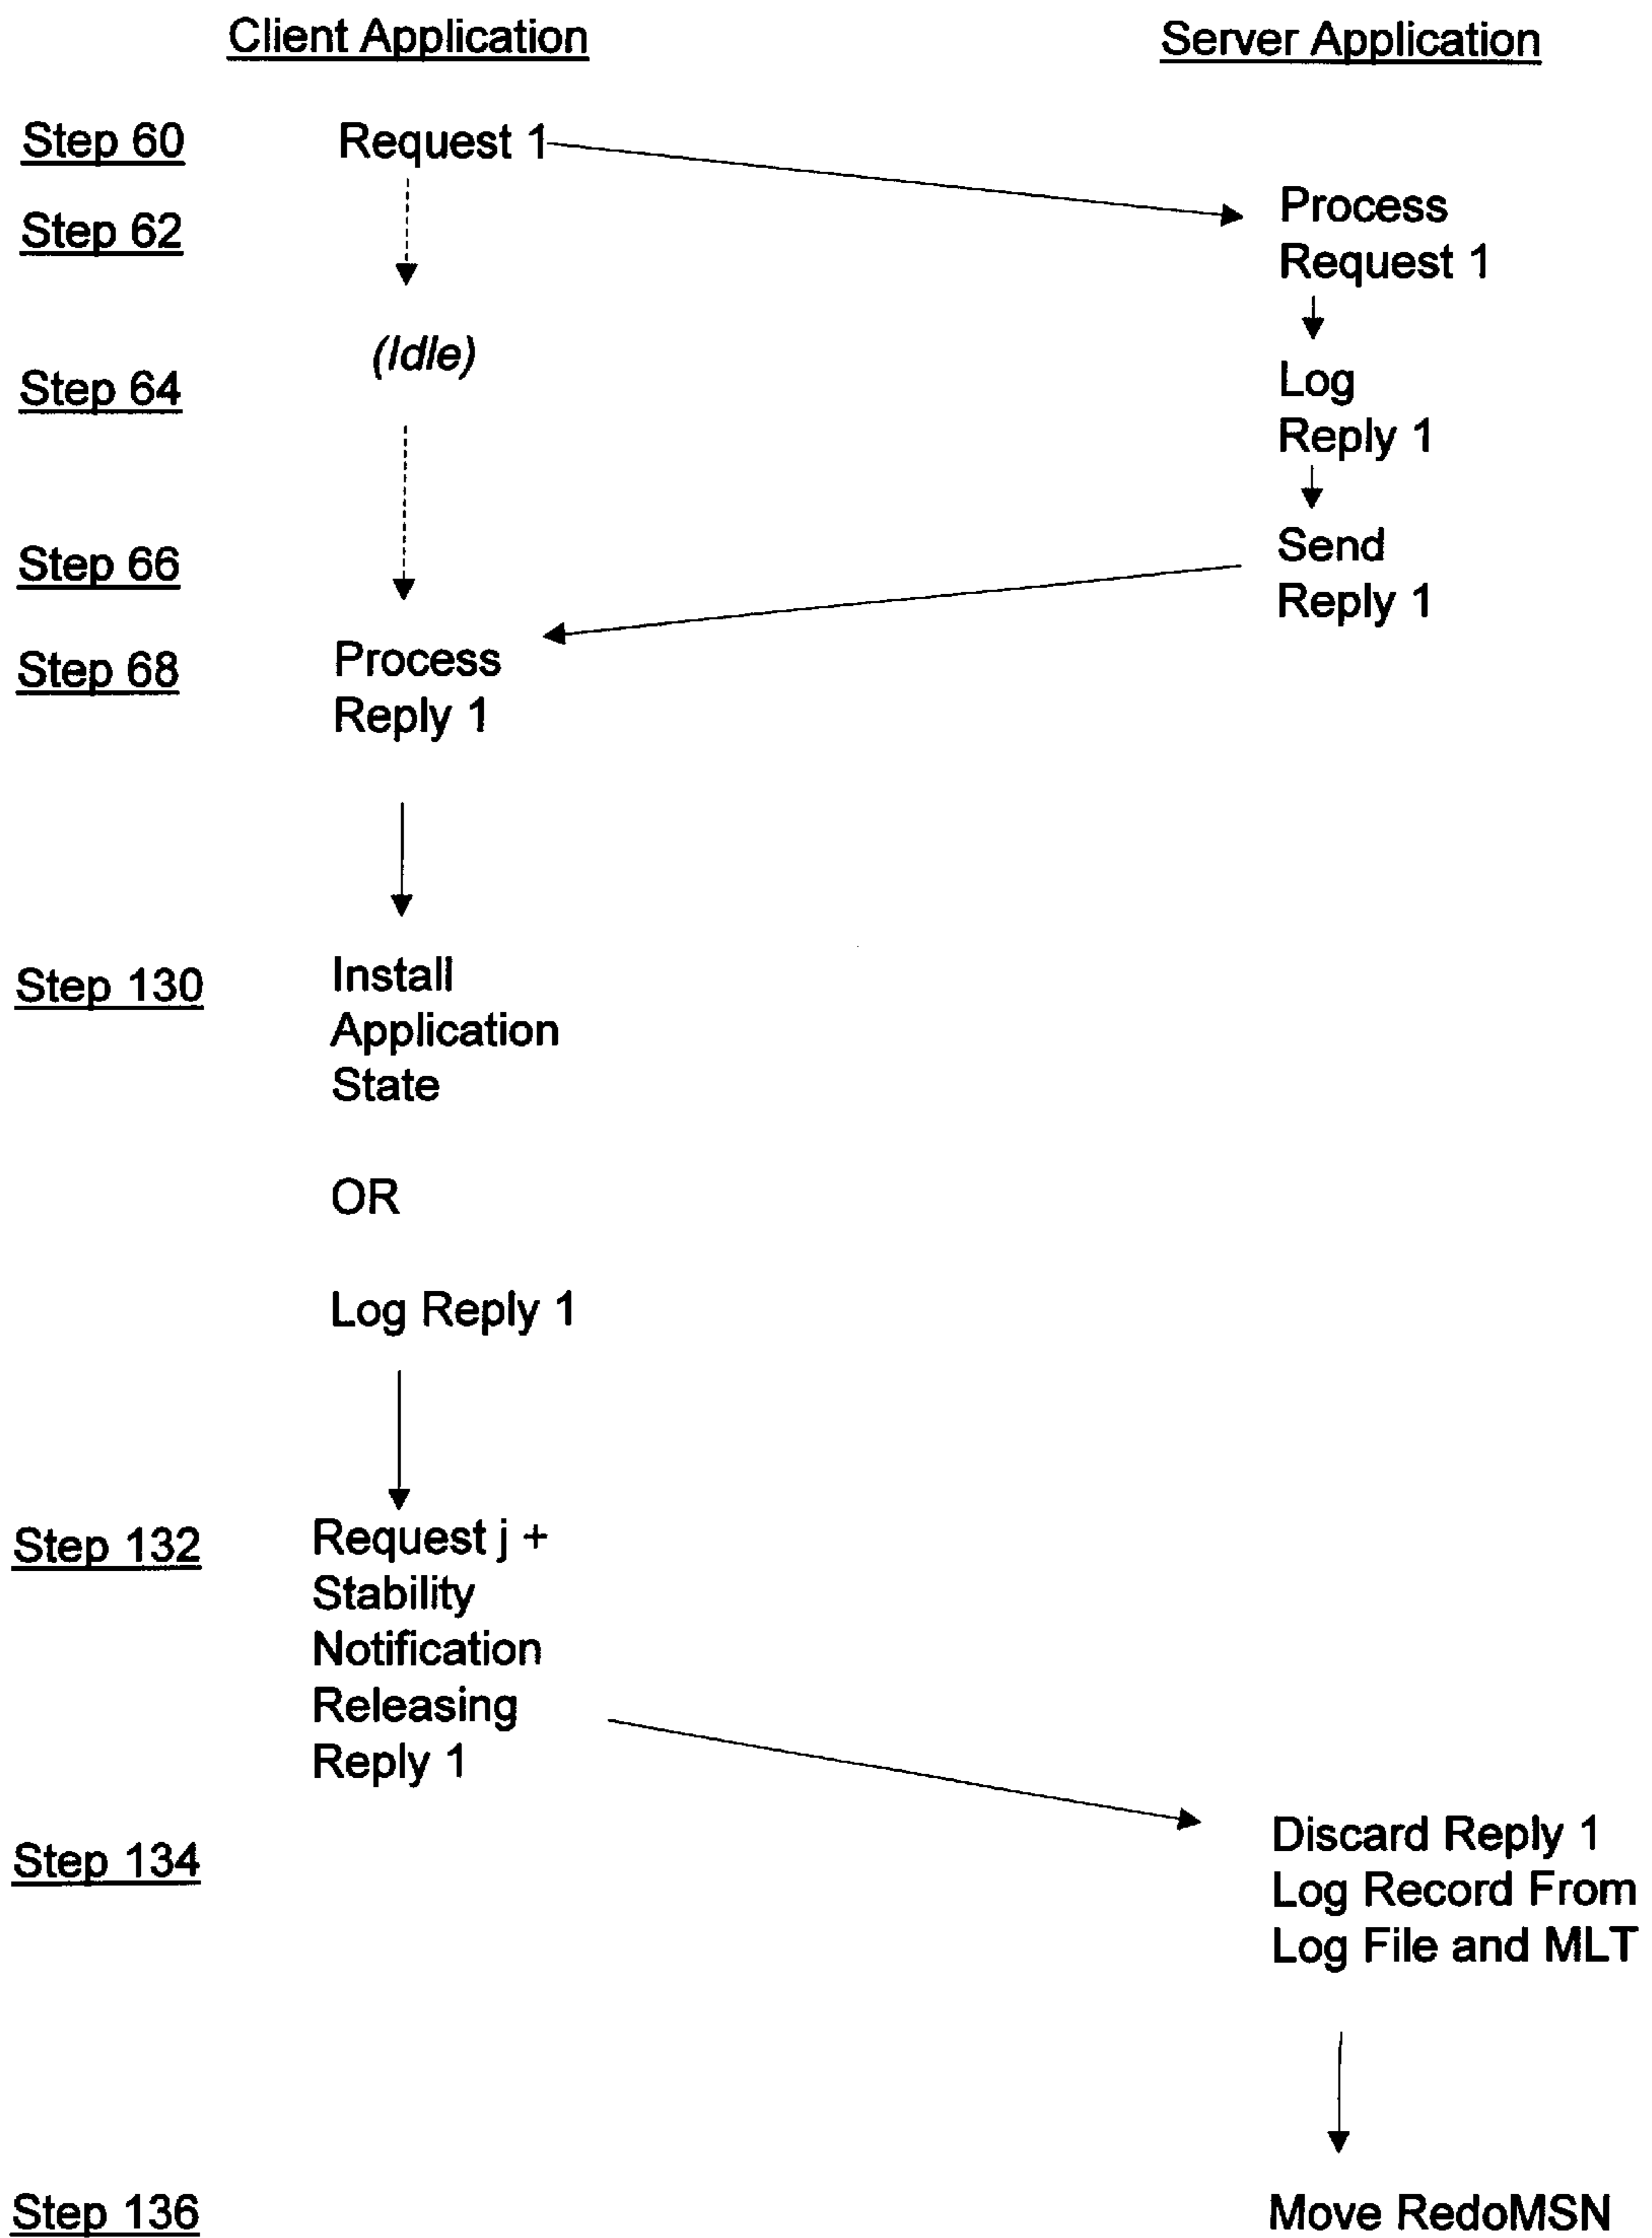 Client Application
Server Application
Step 60
Request 1
Step 62
Process
Request 1
(Idle)
Step 64
Log
Reply 1
Step 66
Send
Reply 1
Step 68
Process
Reply 1
Step 130
Install
Application
State
OR
Log Reply 1
Step 132
Request j +
Stability
Notification
Releasing
Reply 1
Step 134
Discard Reply 1
Log Record From
Log File and MLT
Step 136
Move RedoMSN